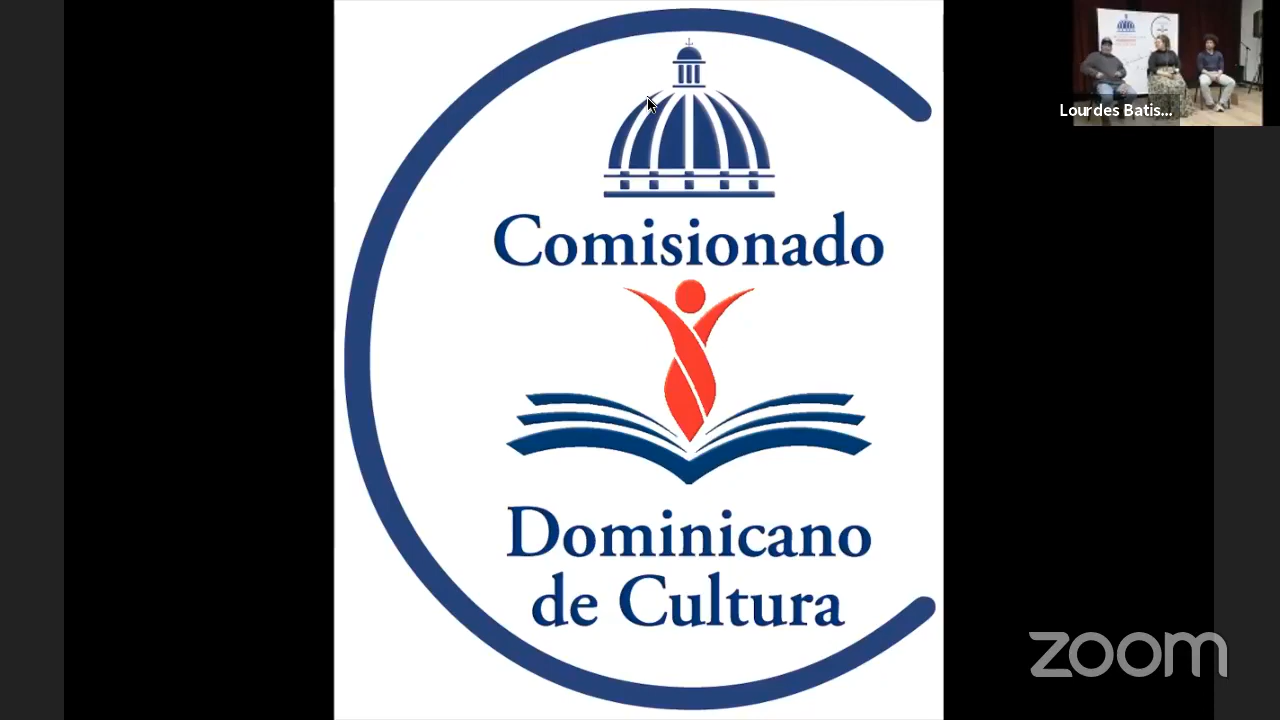 Lourdes Batis...
Comisionado
Dominicano
de Cultura
zoom